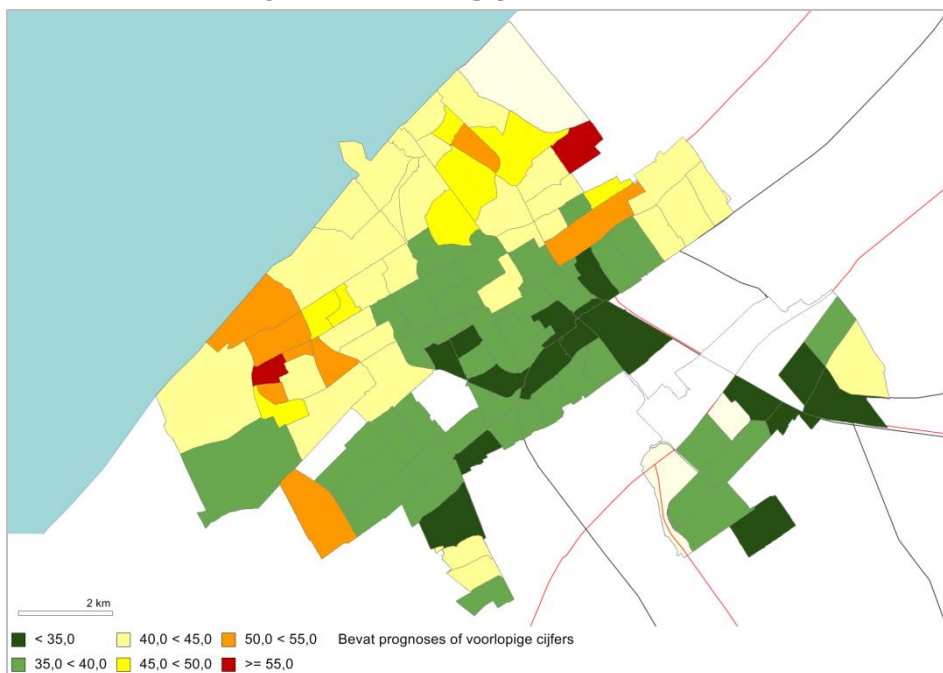 2 km
< 35,0 40,0 < 45,0 50,0 < 55,0 Bevat prognoses of voorlopige cijfers
35,0 < 40,0 45,0 < 50,0 >= 55,0